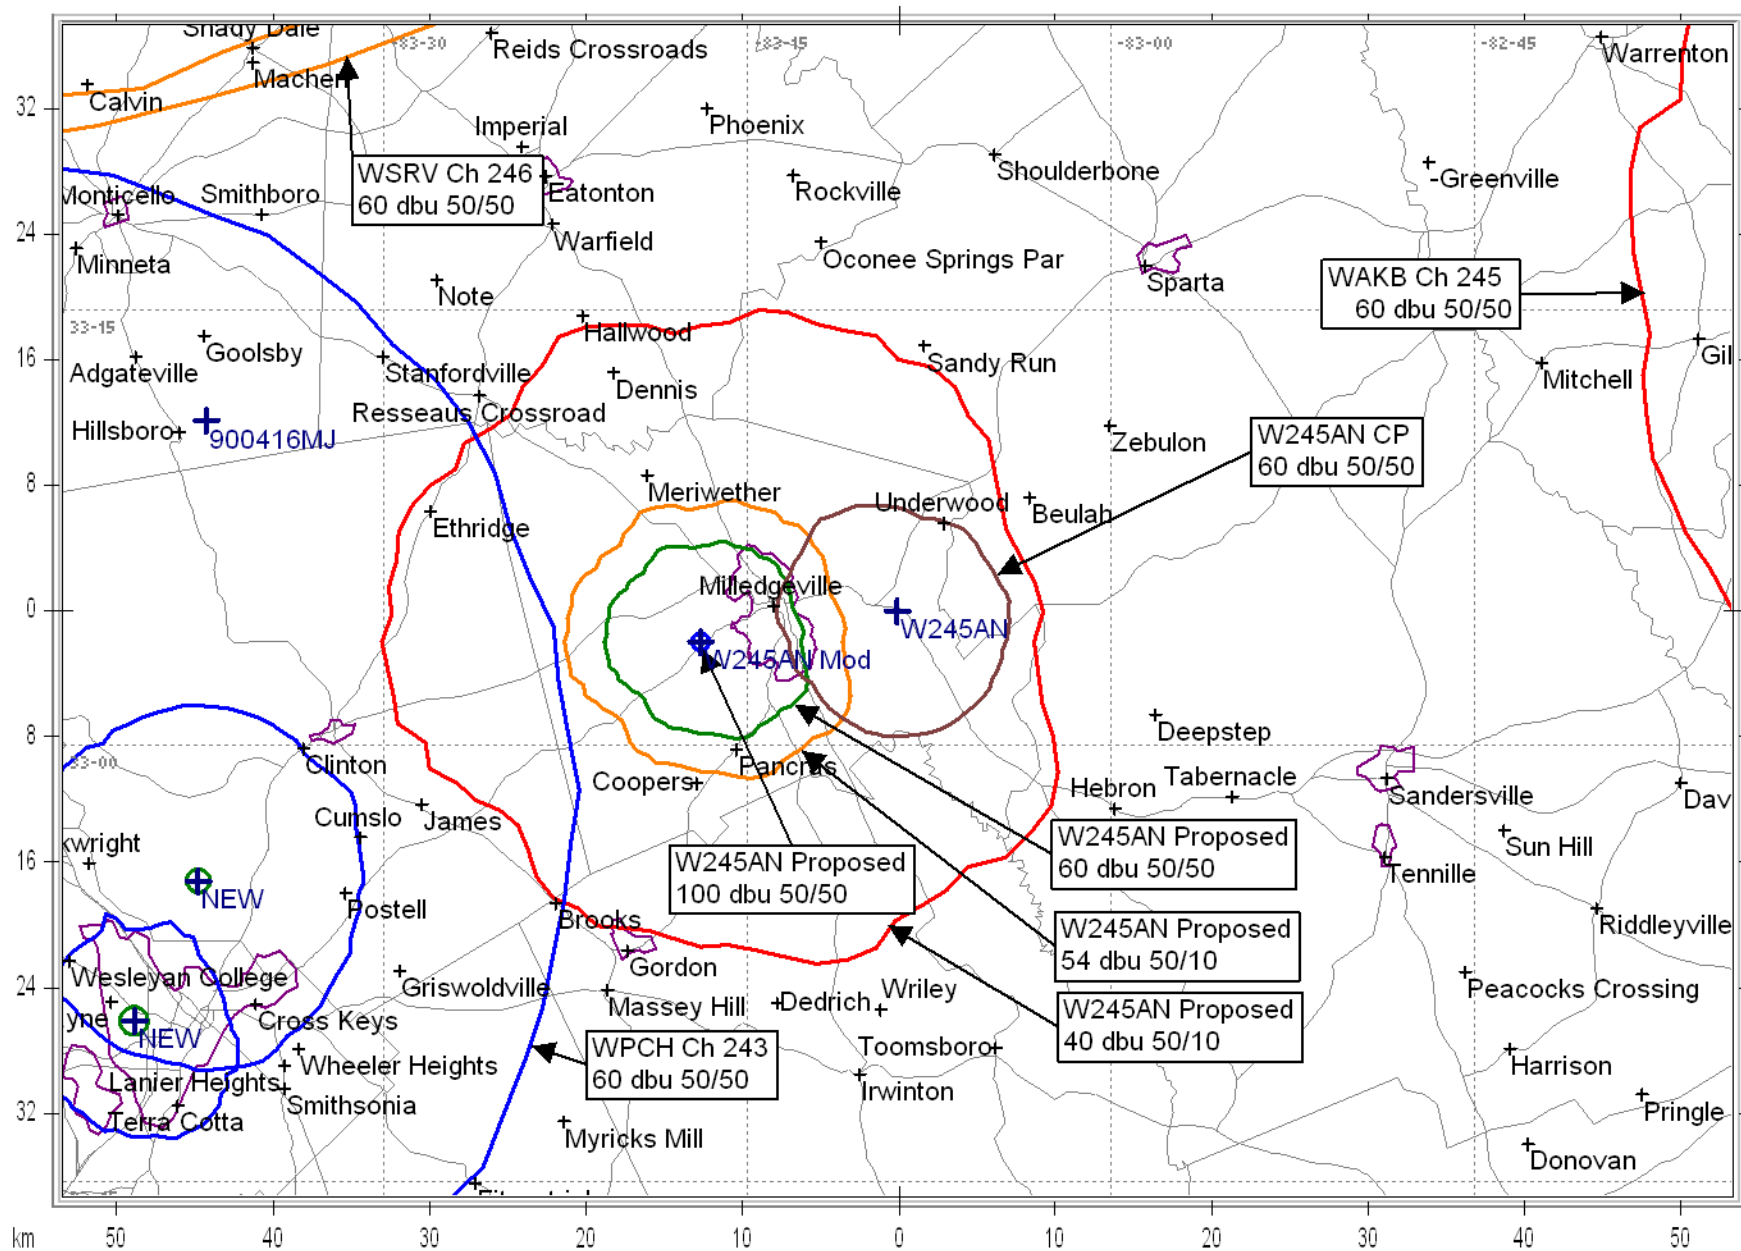 Shady Dale
-83-30
Reids Crossroads
-83-15
-83-00
-82-45
Warrenton
Macher
Calvin
32
Imperial
Phoenix
WSRV Ch 246
60 dbu 50/50
Eatonton
Shoulderbone
-Greenville
Rockville
Monticello
Smithboro
24
Warfield
Minneta
Oconee Springs Par
Sparta
WAKB Ch 245
60 dbu 50/50
Note
33-15
Hallwood
Goolsby
16
Adgateville
Stanfordville
Sandy Run
Gil
Dennis
Mitchell
Resseaus Crossroad
Hillsboro
900416MJ
Zebulon
W245AN CP
60 dbu 50/50
8
Meriwether
Underwood
Beulah
Ethridge
Milledgeville
0
W245AN
W245AN Mod
8
Deepstep
33-00
Clinton
Pancras
Coopers
Tabernacle
Hebron
Sandersville
Dav
Cumslo
James
W245AN Proposed
60 dbu 50/50
Sun Hill
xwright
16
W245AN Proposed
100 dbu 50/50
Tennille
NEW
Postell
Brooks
W245AN Proposed
54 dbu 50/10
Riddleyville
Gordon
Wesleyan College
24
Griswoldville
Massey Hill
Dedrich
Wriley
Peacocks Crossing
W245AN Proposed
40 dbu 50/10
yne
NEW
Cross Keys
WPCH Ch 243
60 dbu 50/50
Toomsboro
Wheeler Heights
Harrison
Lanier Heights
Smithsonia
Irwinton
32
Terra Cotta
Pringle
Myricks Mill
Donovan
km
50
40
30
20
10
0
10
20
30
40
50